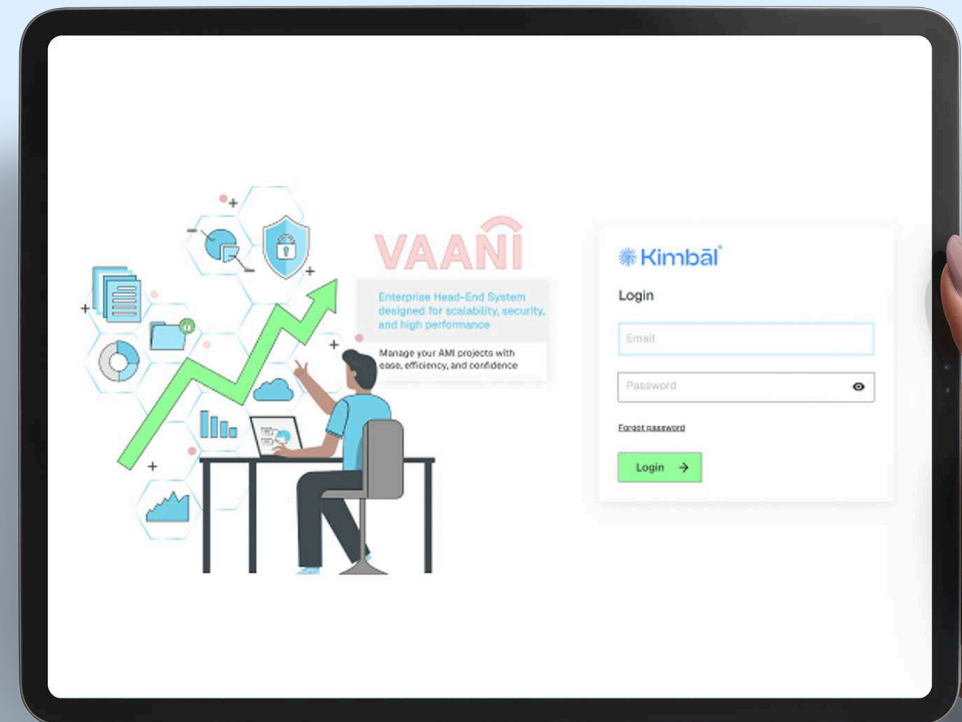 VAANI
Enterprise Head-End System
designed for scalability, security,
and high performance
Manage your AMI projects with
ease, efficiency, and confidence
Kimbāl
Login
Email
Password
Forgot password
Login →